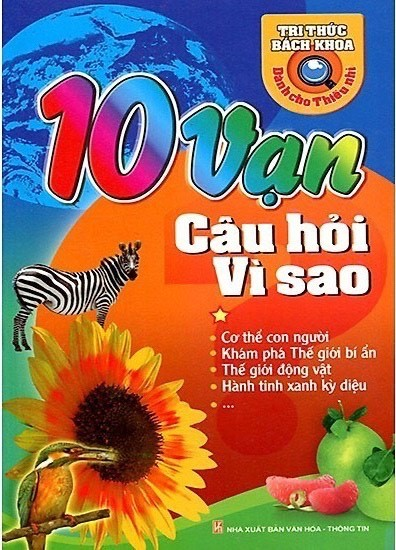 TRI THỨC
BÁCH KHOA
Dành cho Thiếu nhi
10 vạn
Câu hỏi
Vì sao
• Cơ thể con người
• Khám phá Thế giới bí ẩn
• Thế giới động vật
• Hành tinh xanh kỳ diệu
• ...
NHÀ XUẤT BẢN VĂN HÓA - THÔNG TIN